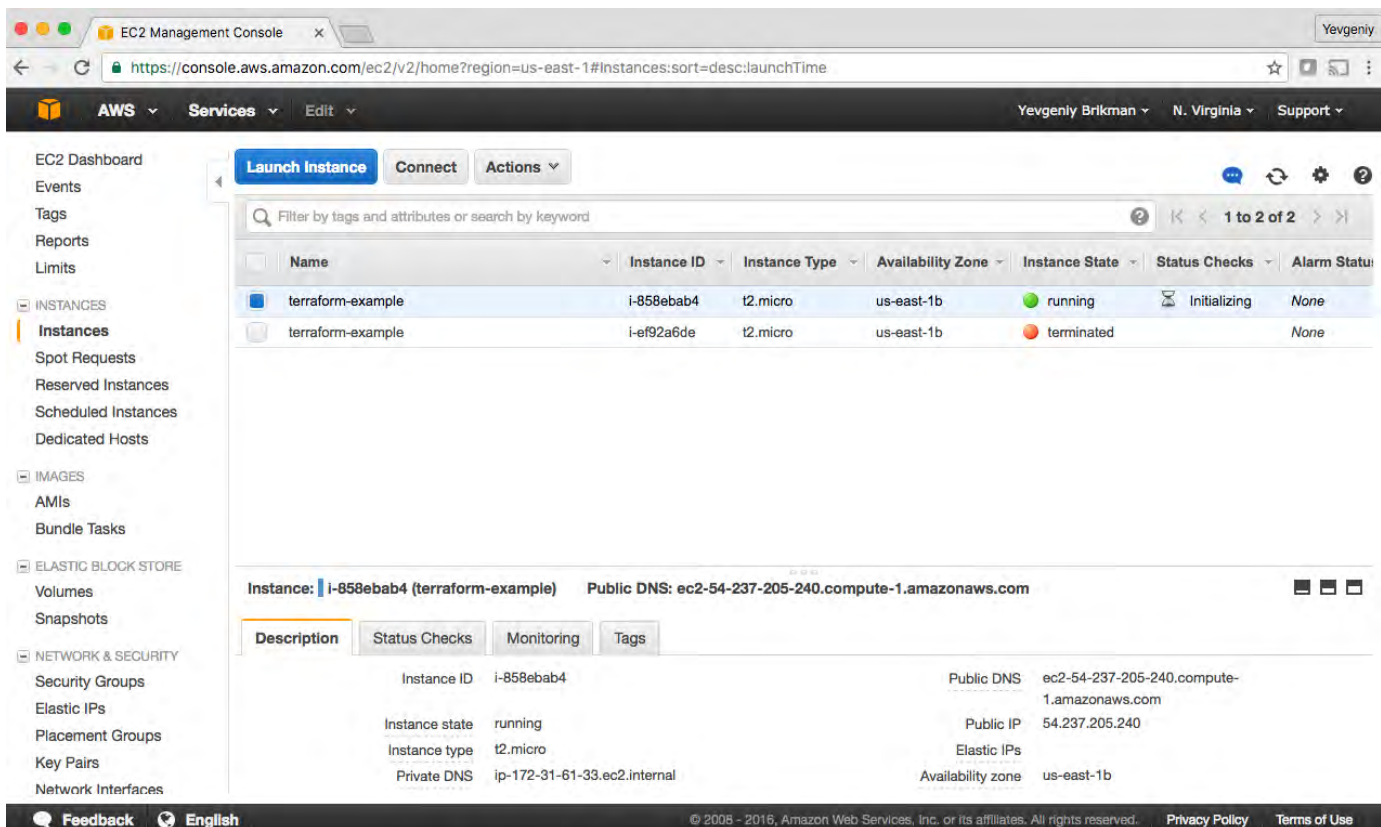 EC2 Management Console
Yevgeniy
https://console.aws.amazon.com/ec2/v2/home?region=us-east-1#Instances:sort=desc:launchTime
AWS Services Edit Yevgeniy Brikman N. Virginia Support
EC2 Dashboard
Events
Tags
Reports
Limits
INSTANCES
Instances
Spot Requests
Reserved Instances
Scheduled Instances
Dedicated Hosts
IMAGES
AMIs
Bundle Tasks
ELASTIC BLOCK STORE
Volumes
Snapshots
NETWORK & SECURITY
Security Groups
Elastic IPs
Placement Groups
Key Pairs
Network Interfaces
Launch Instance Connect Actions
Filter by tags and attributes or search by keyword 1 to 2 of 2
Name Instance ID Instance Type Availability Zone Instance State Status Checks Alarm Status
terraform-example i-858ebab4 t2.micro us-east-1b running Initializing None
terraform-example i-ef92a6de t2.micro us-east-1b terminated None
Instance: i-858ebab4 (terraform-example) Public DNS: ec2-54-237-205-240.compute-1.amazonaws.com
Description Status Checks Monitoring Tags
Instance ID i-858ebab4 Public DNS ec2-54-237-205-240.compute-
1.amazonaws.com
Instance state running Public IP 54.237.205.240
Instance type t2.micro Elastic IPs
Private DNS ip-172-31-61-33.ec2.internal Availability zone us-east-1b
Feedback English © 2008 - 2016, Amazon Web Services, Inc. or its affiliates. All rights reserved. Privacy Policy Terms of Use